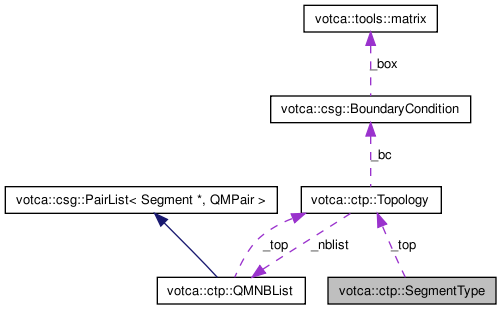 votca::tools::matrix
_box
votca::csg::BoundaryCondition
_bc
votca::csg::PairList< Segment *, QMPair >
votca::ctp::Topology
_top
_nblist
_top
votca::ctp::QMNBList
votca::ctp::SegmentType